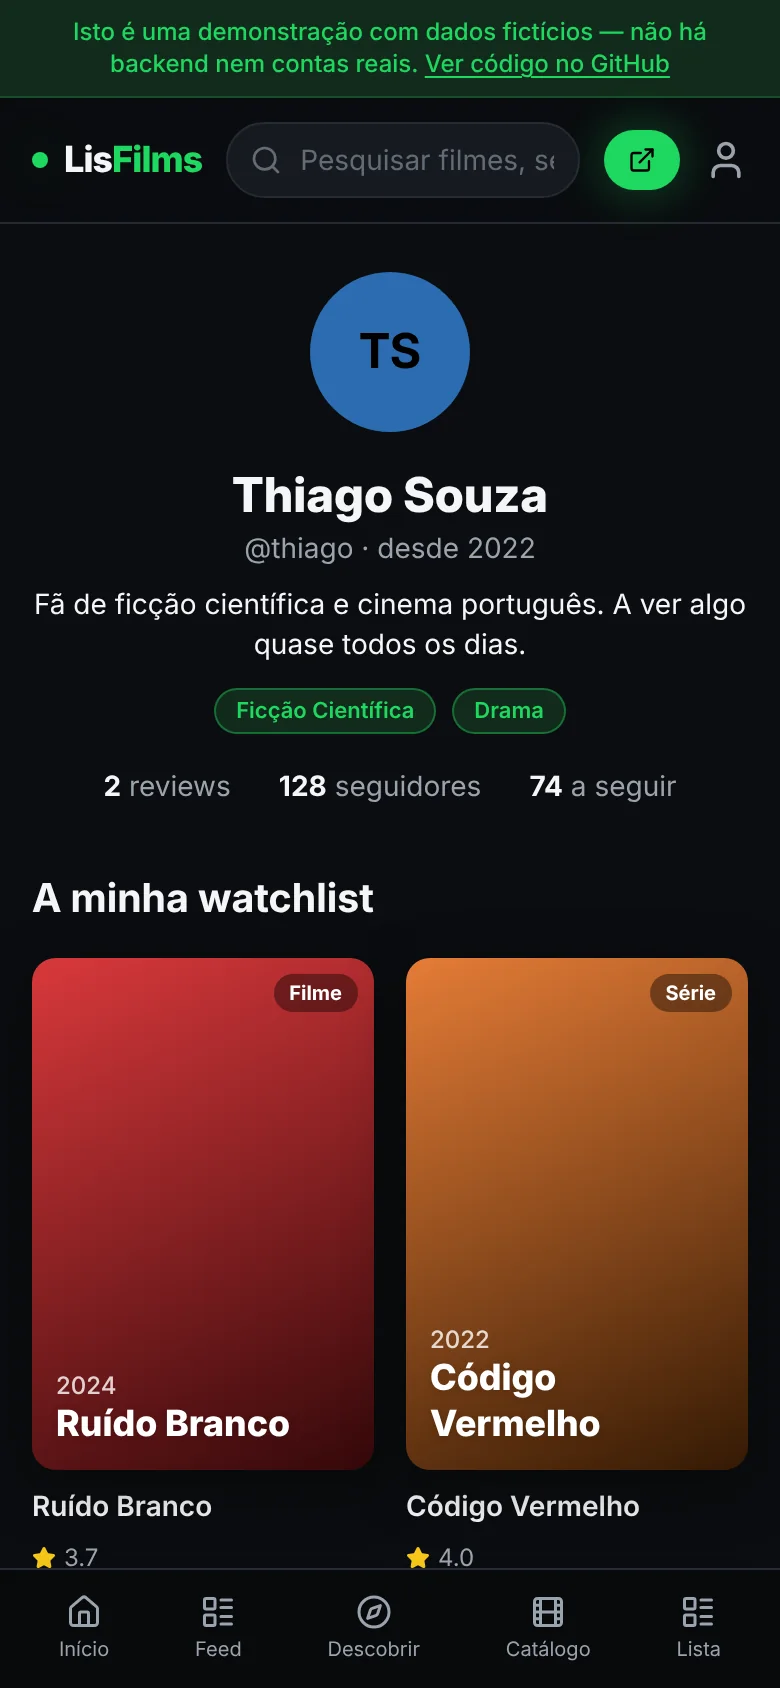 Isto é uma demonstração com dados fictícios — não há
backend nem contas reais. Ver código no GitHub
LisFilms
Pesquisar filmes, sé
TS
Thiago Souza
@thiago · desde 2022
Fã de ficção científica e cinema português. A ver algo
quase todos os dias.
Ficção Científica
Drama
2 reviews
128 seguidores
74 a seguir
A minha watchlist
Filme
2024
Ruído Branco
Série
2022
Código
Vermelho
Ruído Branco
3.7
Código Vermelho
4.0
Início
Feed
Descobrir
Catálogo
Lista